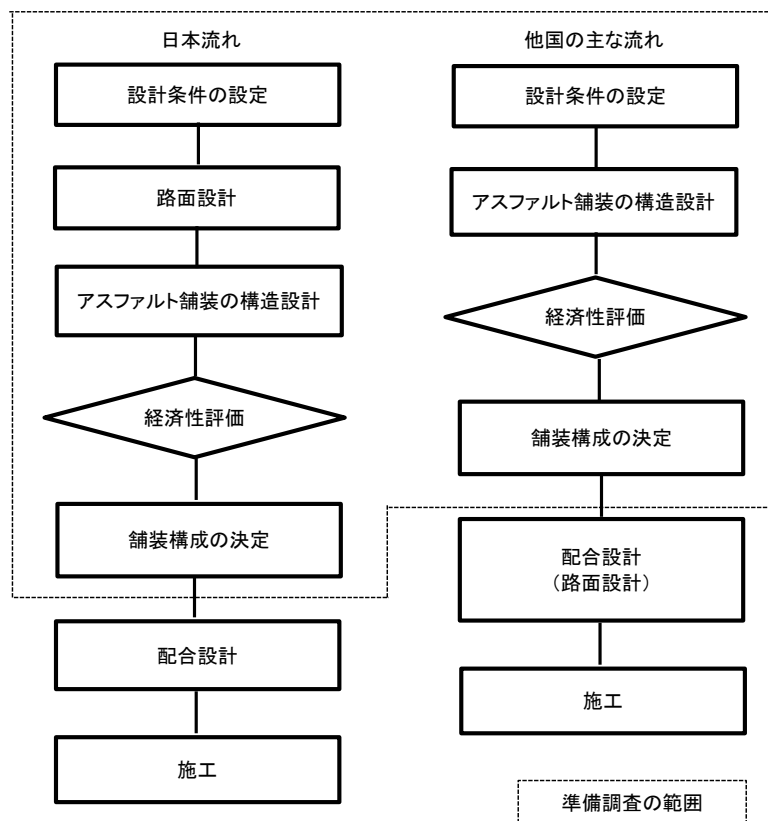 日本流れ
設計条件の設定
路面設計
アスファルト舗装の構造設計
経済性評価
舗装構成の決定
配合設計
施工
他国の主な流れ
設計条件の設定
アスファルト舗装の構造設計
経済性評価
舗装構成の決定
配合設計
（路面設計）
施工
準備調査の範囲